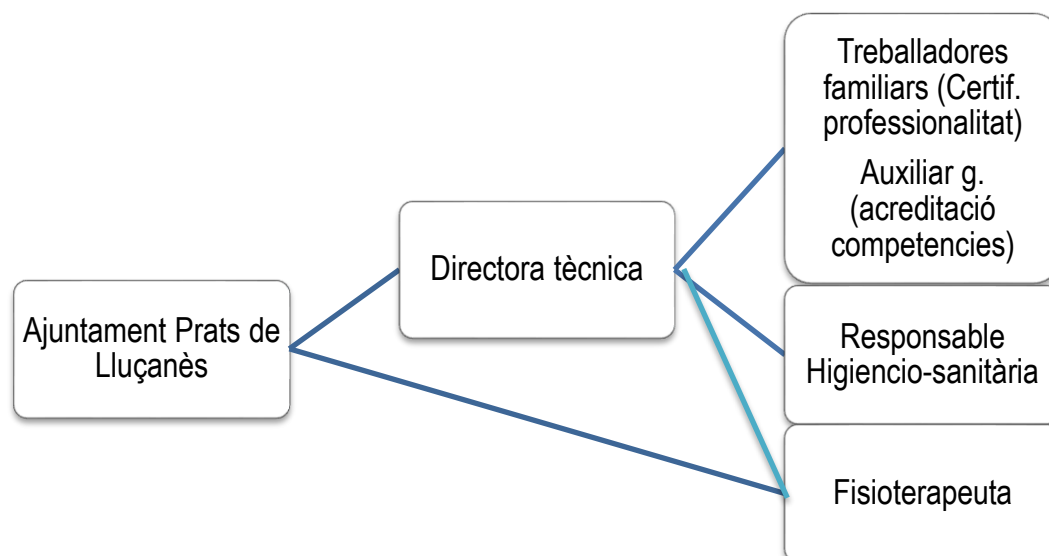 Ajuntament Prats de
Lluçanès
Directora tècnica
Treballadores
familiars (Certif.
professionalitat)
Auxiliar g.
(acreditació
competencies)
Responsable
Higiencio-sanitària
Fisioterapeuta